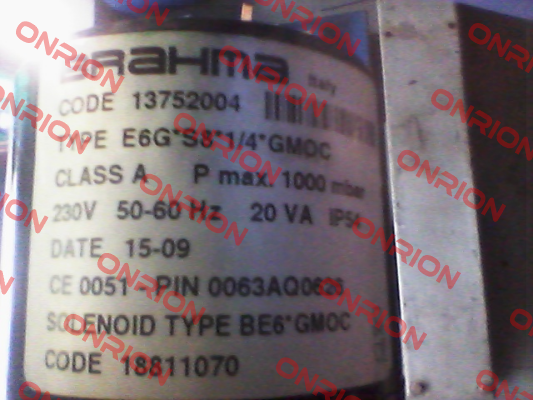 BRAHMA
Italy
CODE 13752004
TYPE E6G*S8*1/4*GMOC
CLASS A P max. 1000 mbar
230V 50-60 Hz 20 VA IP54
DATE 15-09
CE 0051 - PIN 0063AQ0626
SOLENOID TYPE BE6*GMOC
CODE 18811070
ONRION
ONRION
ONRION
ONRION
ONRION
ONRION
ONRION
ONRION
ONRION
ONRION
ONRION
ONRION